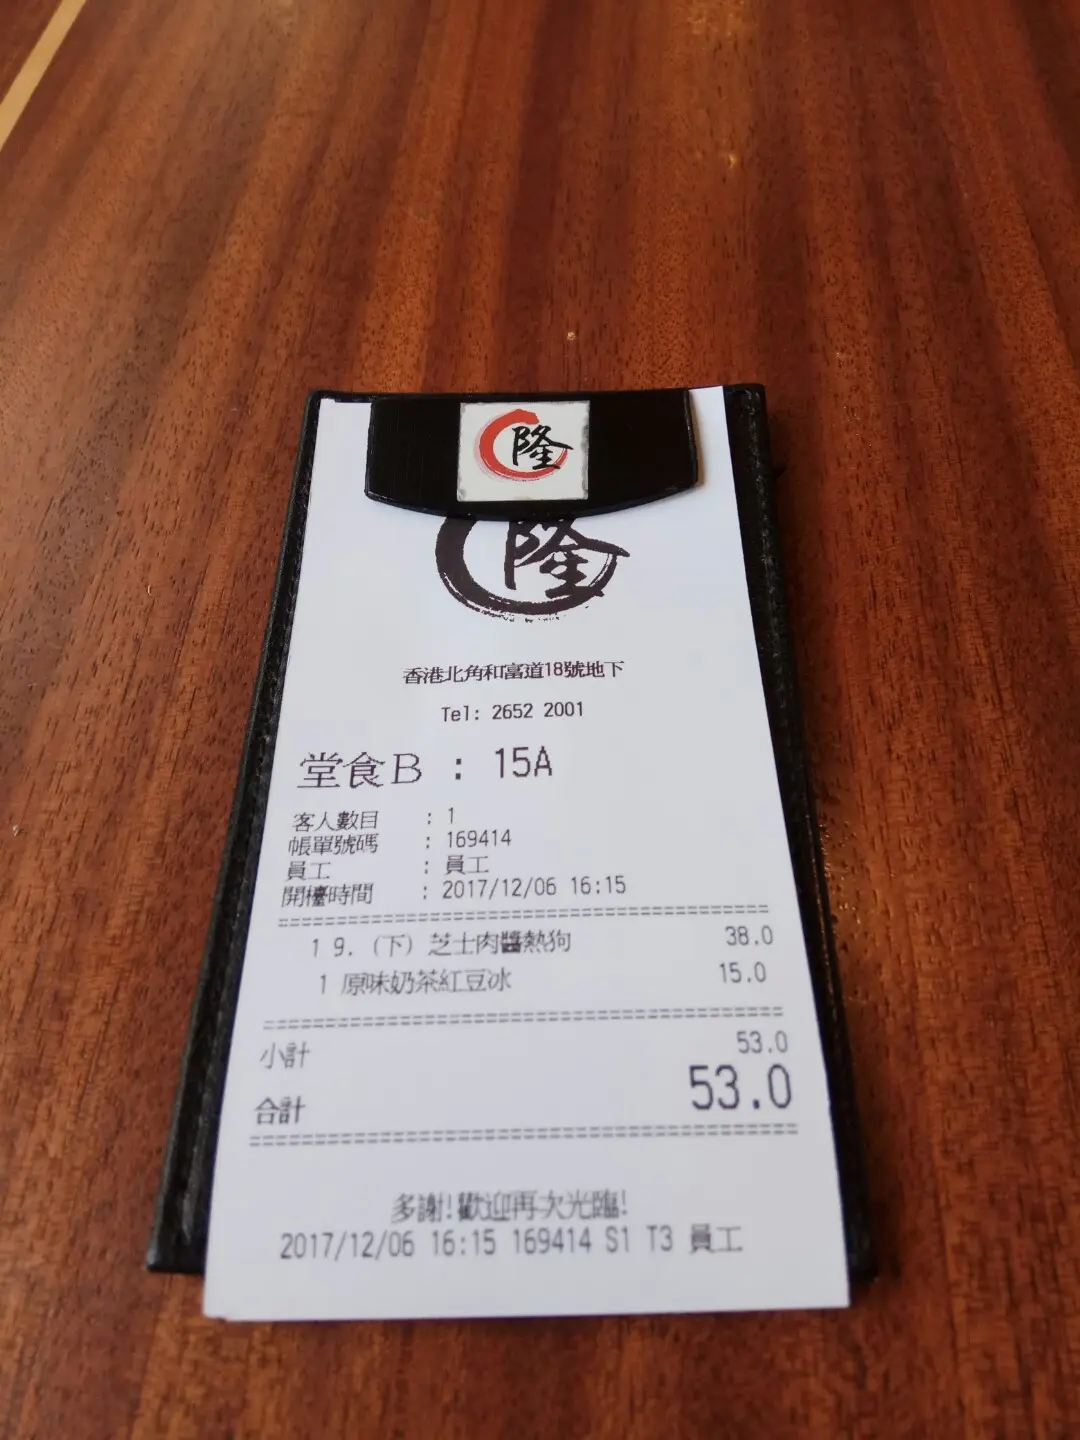 隆
隆
香港北角和富道18號地下
Tel: 2652 2001
堂食B : 15A
客人數目 : 1
帳單號碼 : 169414
員工 : 員工
開檯時間 : 2017/12/06 16:15
1 9. (下) 芝士肉醬熱狗 38.0
1 原味奶茶紅豆冰 15.0
小計 53.0
合計 53.0
多謝!歡迎再次光臨!
2017/12/06 16:15 169414 S1 T3 員工